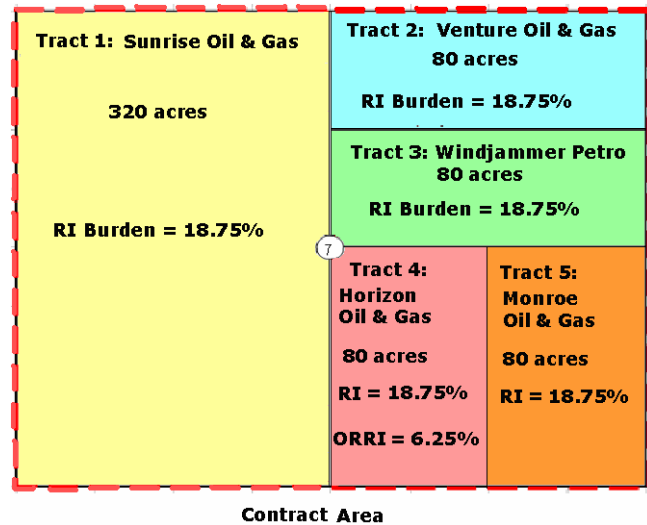 Tract 1: Sunrise Oil & Gas
320 acres
RI Burden = 18.75%
Tract 2: Venture Oil & Gas
80 acres
RI Burden = 18.75%
Tract 3: Windjammer Petro
80 acres
RI Burden = 18.75%
7
Tract 4:
Horizon
Oil & Gas
80 acres
RI = 18.75%
ORRI = 6.25%
Tract 5:
Monroe
Oil & Gas
80 acres
RI = 18.75%
Contract Area